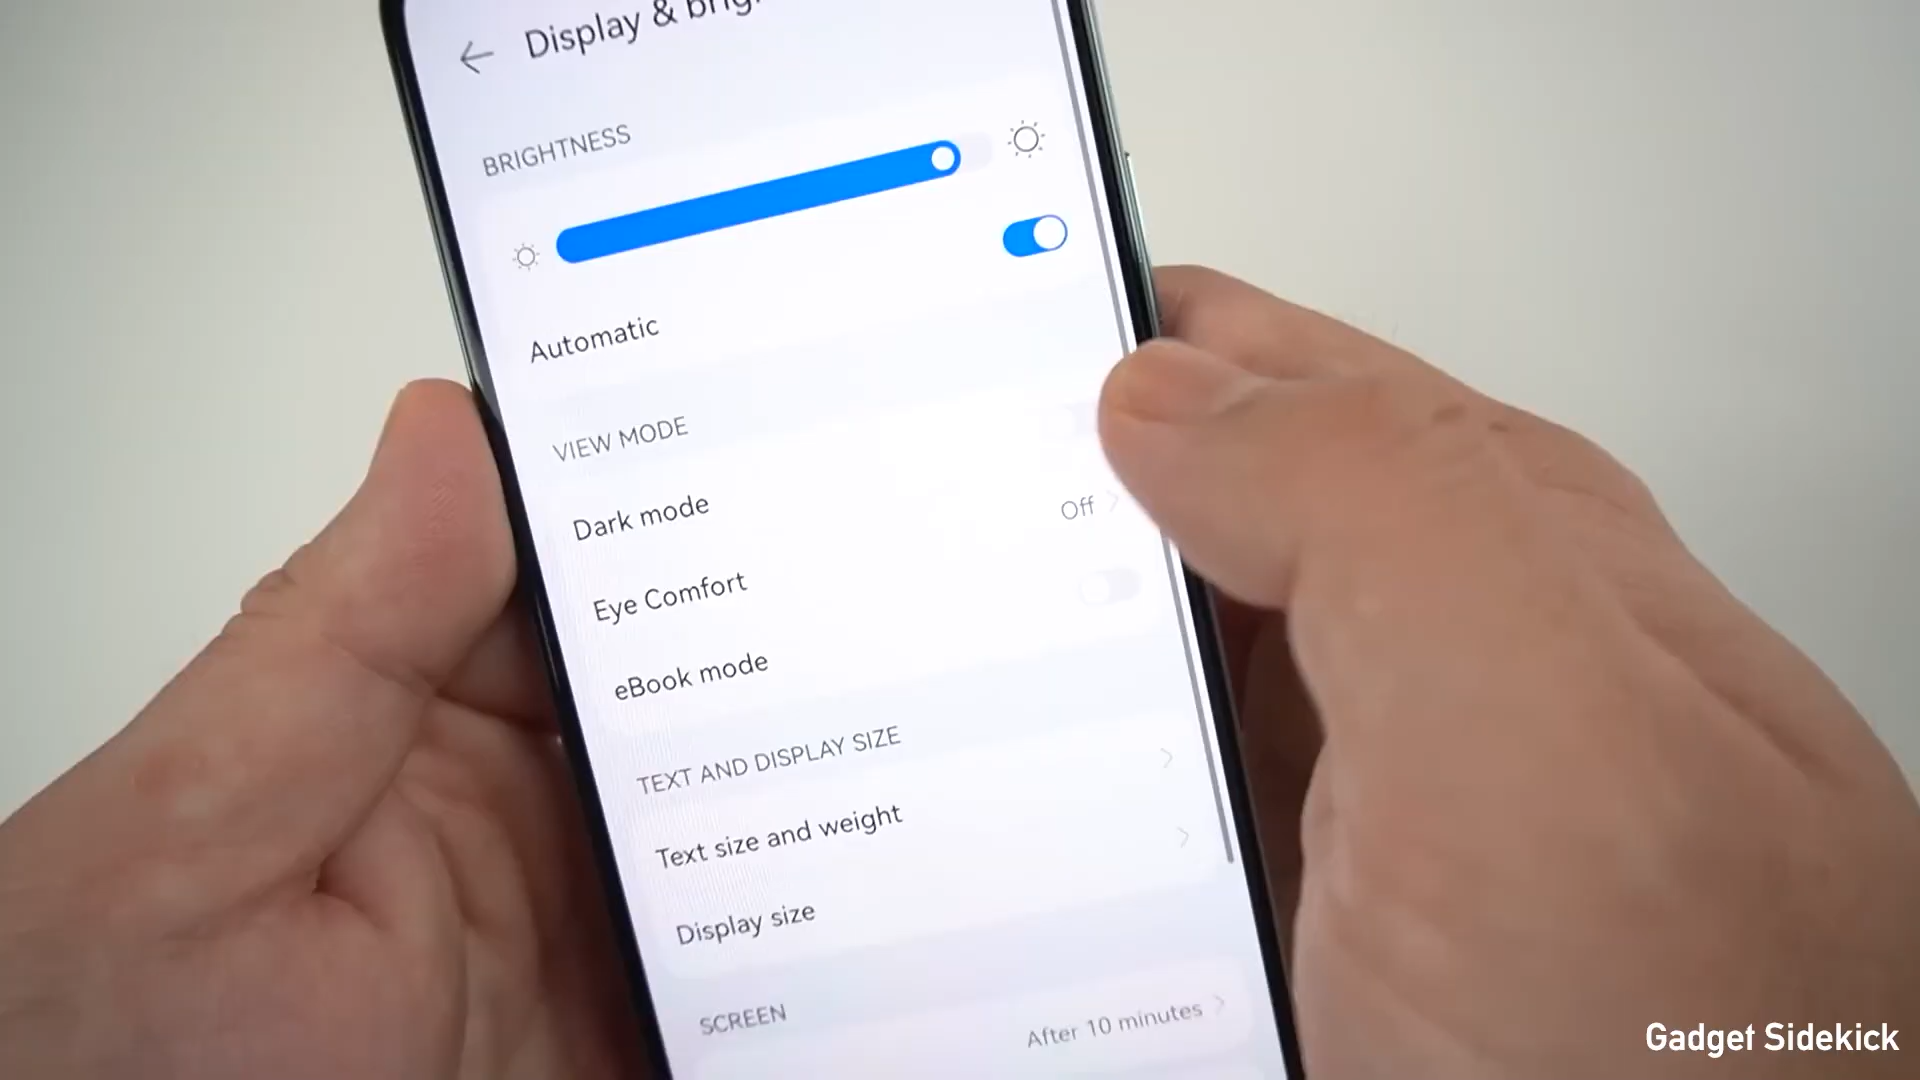 Display &
BRIGHTNESS
Automatic
VIEW MODE
Dark mode
Off
Eye Comfort
eBook mode
TEXT AND DISPLAY SIZE
Text size and weight
Display size
SCREEN
After 10 minutes
Gadget Sidekick